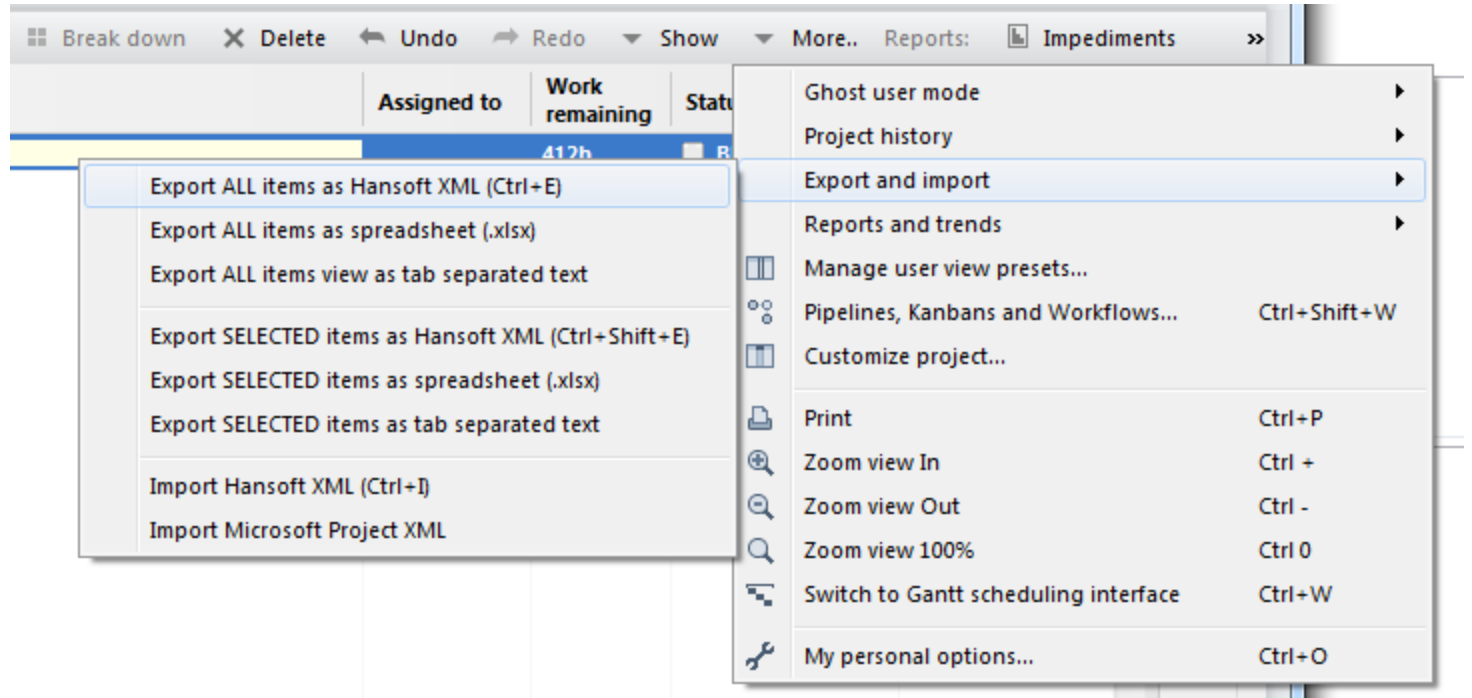 Break down Delete Undo Redo Show More.. Reports: Impediments »
Assigned to
Work
remaining
412h
Export ALL items as Hansoft XML (Ctrl+E)
Export ALL items as spreadsheet (.xlsx)
Export ALL items view as tab separated text
Export SELECTED items as Hansoft XML (Ctrl+Shift+E)
Export SELECTED items as spreadsheet (.xlsx)
Export SELECTED items as tab separated text
Import Hansoft XML (Ctrl+I)
Import Microsoft Project XML
Ghost user mode
Project history
Export and import
Reports and trends
Manage user view presets...
Pipelines, Kanbans and Workflows... Ctrl+Shift+W
Customize project...
Print Ctrl+P
Zoom view In Ctrl +
Zoom view Out Ctrl -
Zoom view 100% Ctrl 0
Switch to Gantt scheduling interface Ctrl+W
My personal options... Ctrl+O